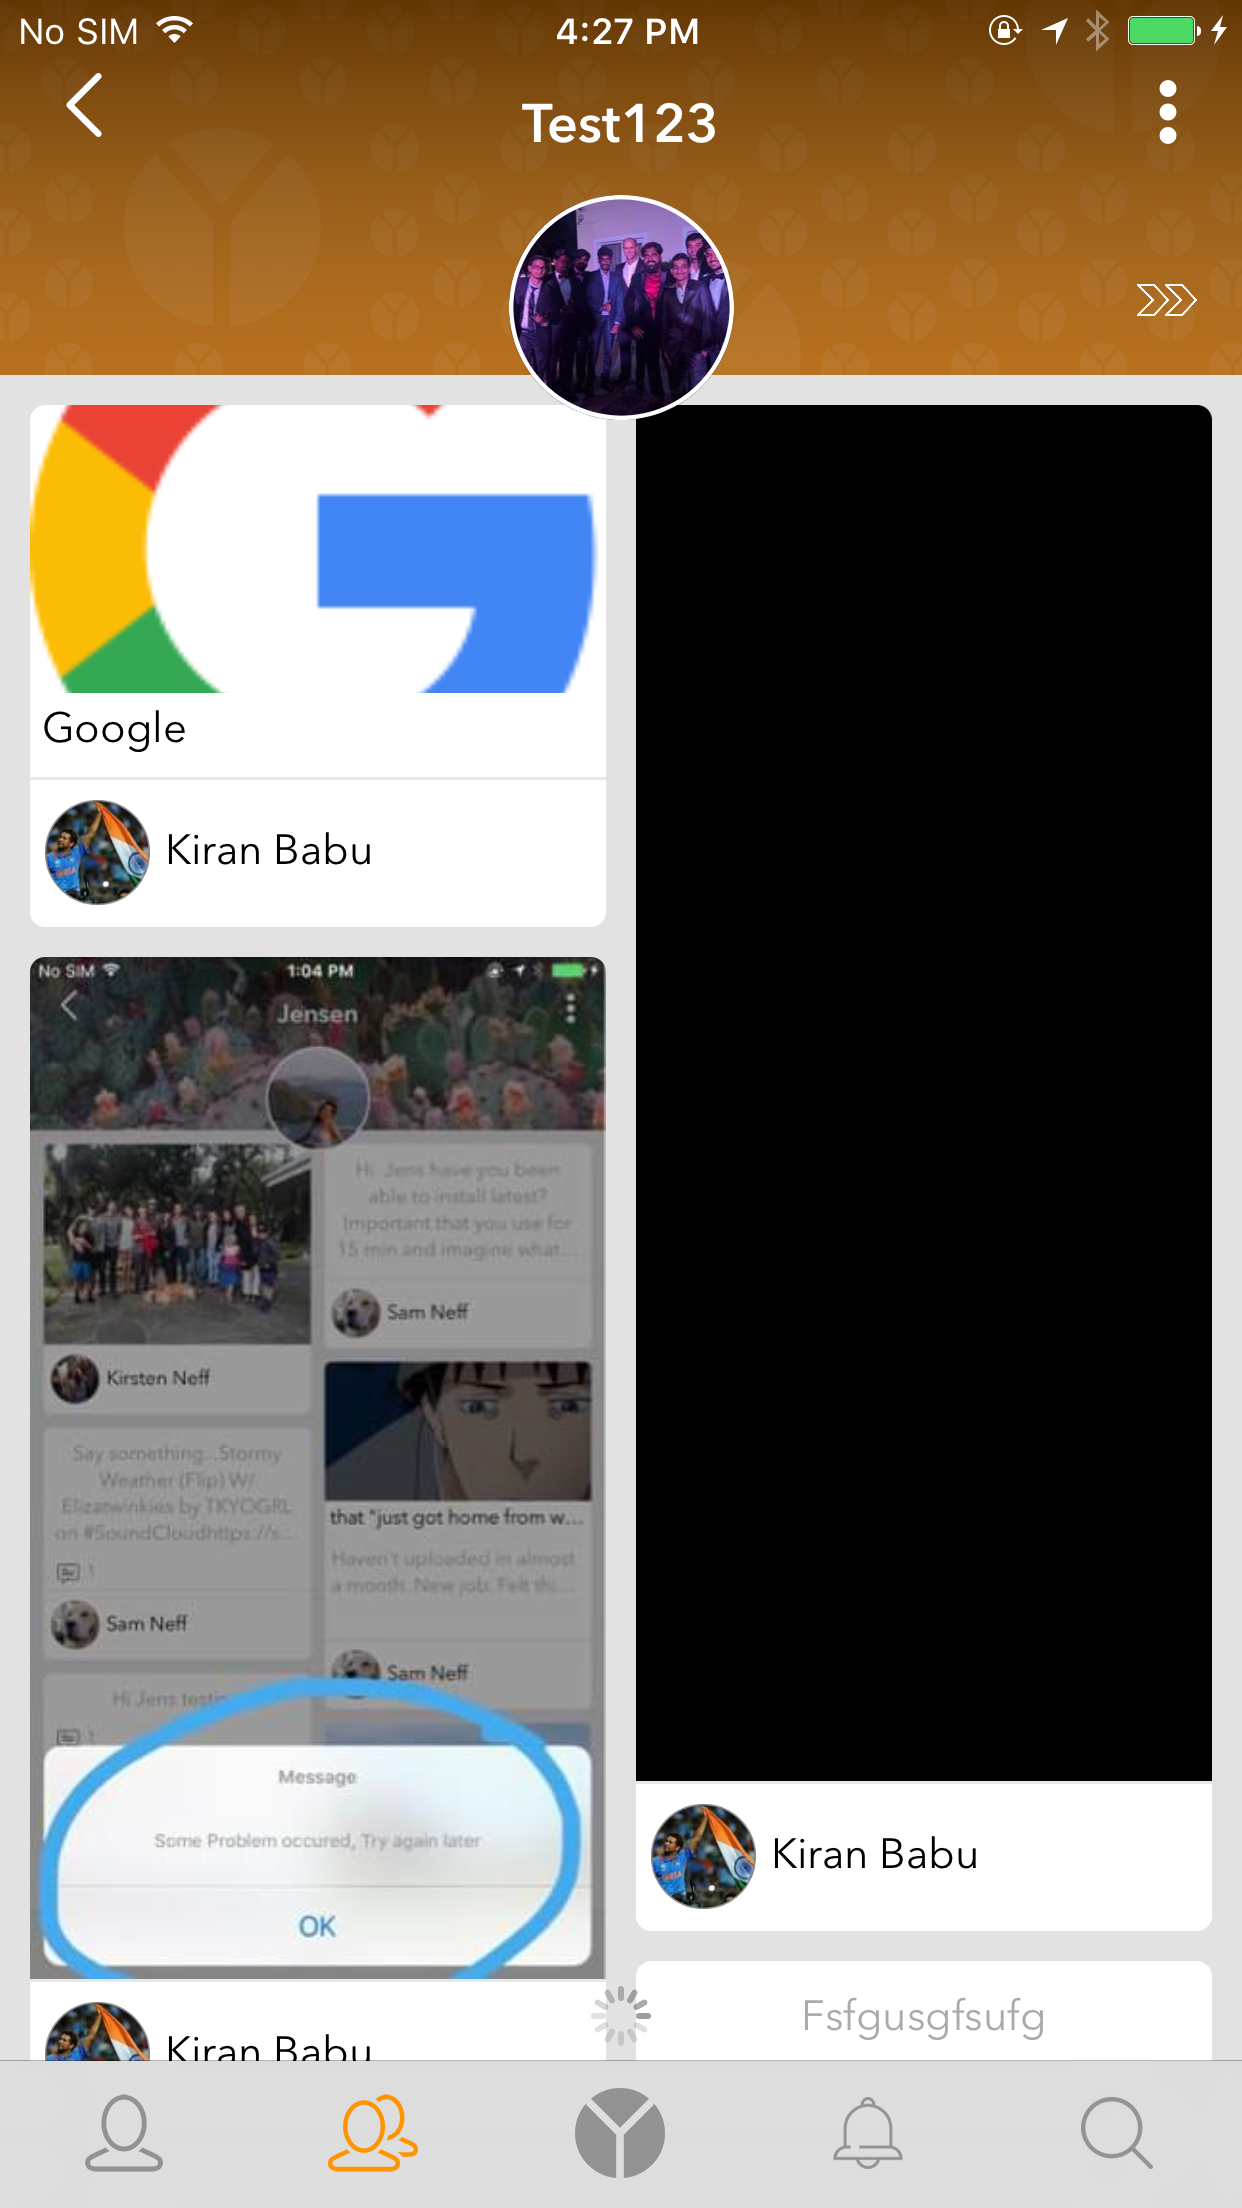 No SIM 4:27 PM
Test123
Google
Kiran Babu
No SIM 1:04 PM
Jensen
Hi Jens have you been
able to install latest?
Important that you use for
15 min and imagine what...
Sam Neff
Kirsten Neff
Say something...Stormy
Weather (Flip) W/
Elizatwinkies by TKYOGRL
on #SoundCloudhttps://s...
1
Sam Neff
that "just got home from w...
Haven't uploaded in almost
a month. New job. Felt thi...
Sam Neff
Hi Jens testin
1
Message
Some Problem occured, Try again later
OK
Kiran Babu
Kiran Babu
Fsfgusgfsufg